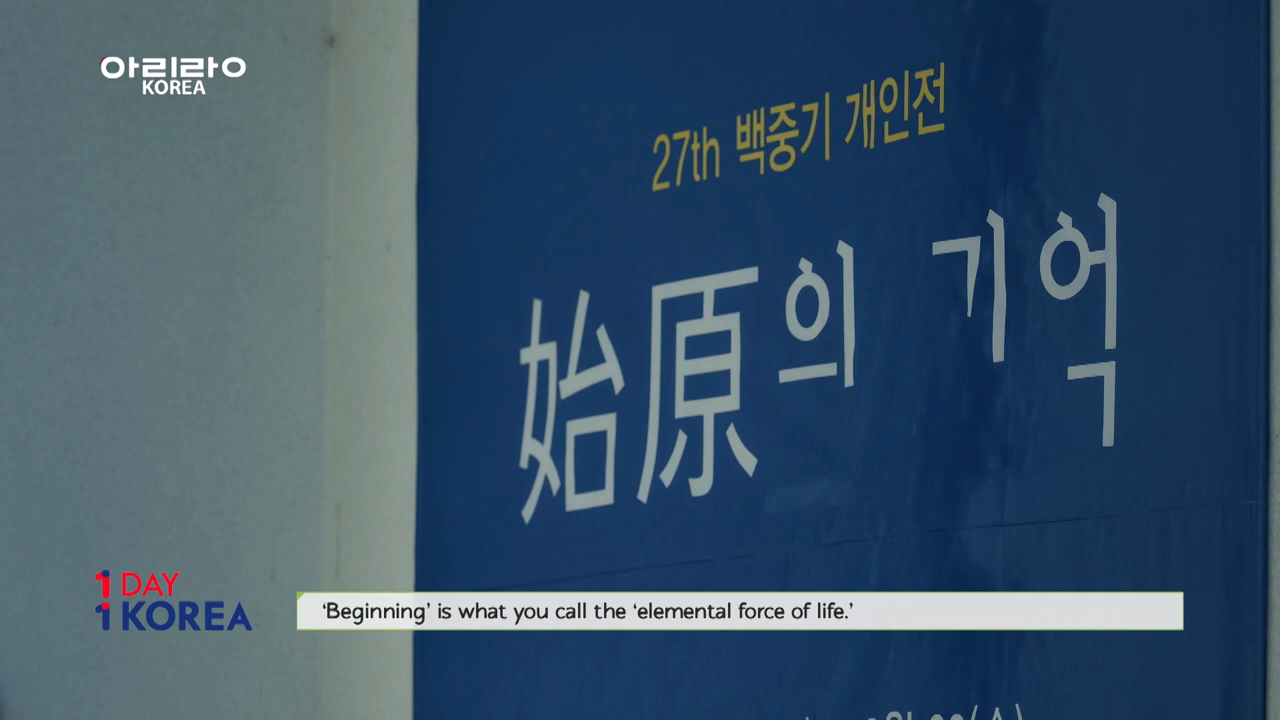 아리랑
KOREA
27th 백중기 개인전
始原의 기억
1 DAY
1 KOREA
‘Beginning’ is what you call the ‘elemental force of life.’